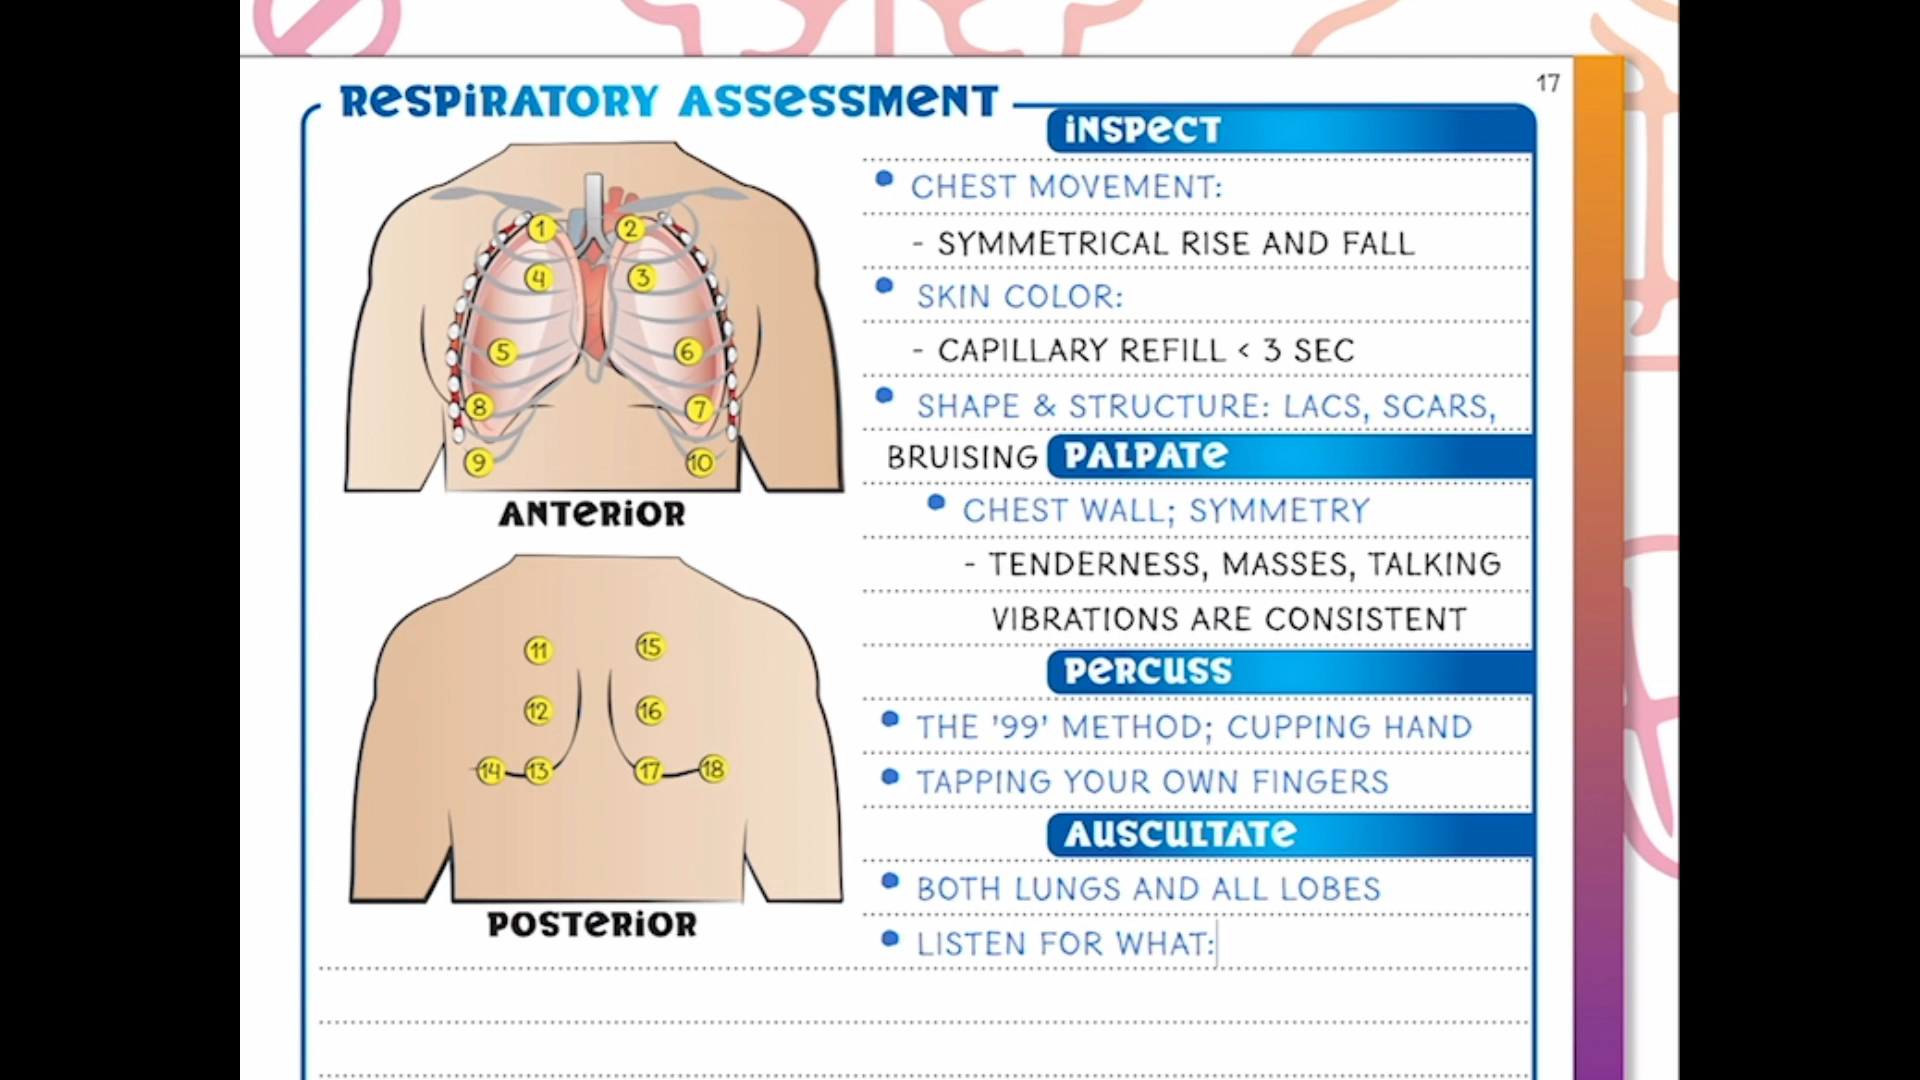 17
RESPIRATORY ASSESSMENT
INSPECT
• CHEST MOVEMENT:
- SYMMETRICAL RISE AND FALL
• SKIN COLOR:
- CAPILLARY REFILL < 3 SEC
• SHAPE & STRUCTURE: LACS, SCARS,
BRUISING
PALPATE
• CHEST WALL; SYMMETRY
- TENDERNESS, MASSES, TALKING
VIBRATIONS ARE CONSISTENT
PERCUSS
• THE '99' METHOD; CUPPING HAND
• TAPPING YOUR OWN FINGERS
AUSCULTATE
• BOTH LUNGS AND ALL LOBES
• LISTEN FOR WHAT:
1 2
4 3
5 6
8 7
9 10
ANTERIOR
11 15
12 16
14 13 17 18
POSTERIOR